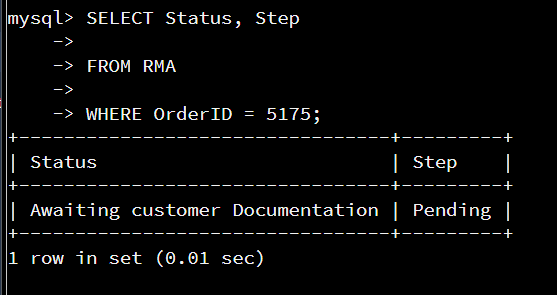 mysql> SELECT Status, Step
    ->
    -> FROM RMA
    ->
    -> WHERE OrderID = 5175;
+--------------------------------+---------+
| Status                         | Step    |
+--------------------------------+---------+
| Awaiting customer Documentation | Pending |
+--------------------------------+---------+
1 row in set (0.01 sec)